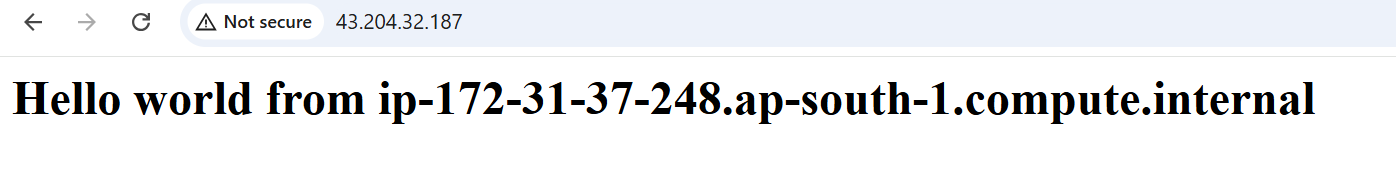 Not secure 43.204.32.187
Hello world from ip-172-31-37-248.ap-south-1.compute.internal